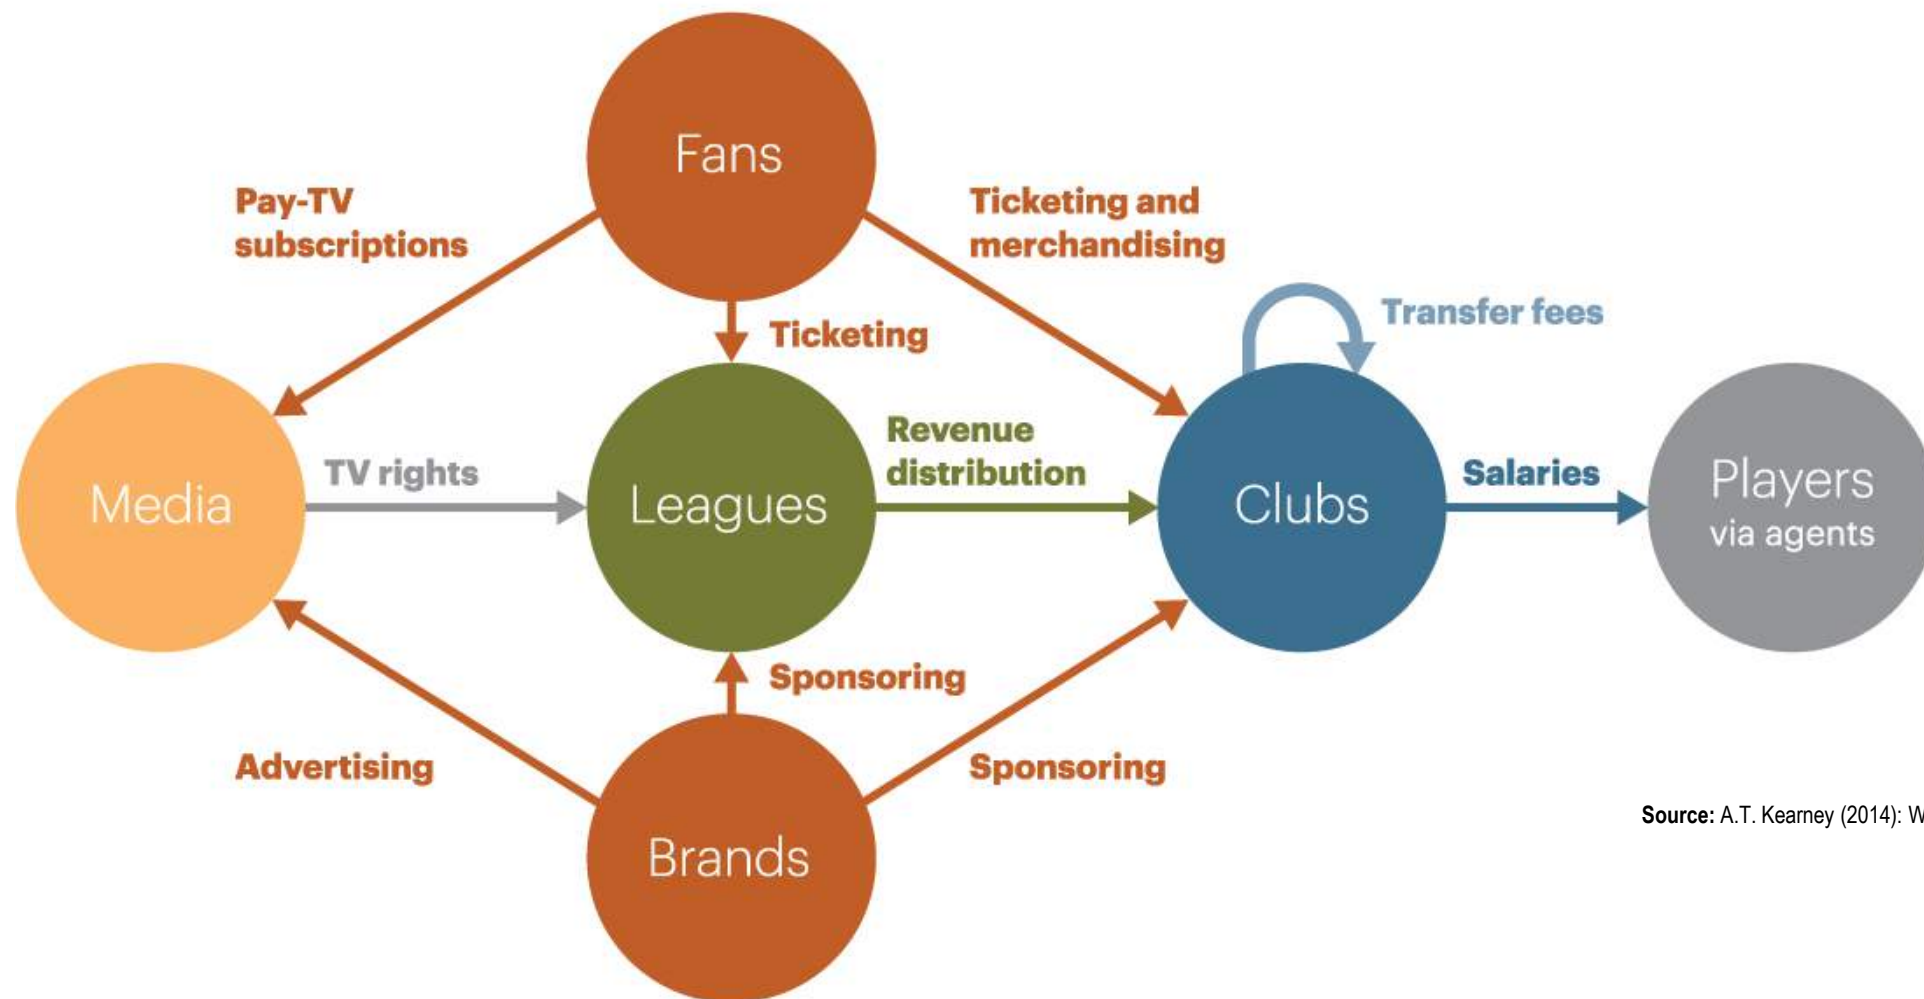 Fans
Pay-TV
subscriptions
Ticketing and
merchandising
Transfer fees
Ticketing
Media
TV rights
Leagues
Revenue
distribution
Clubs
Salaries
Players
via agents
Sponsoring
Advertising
Sponsoring
Brands
Source: A.T. Kearney (2014): W